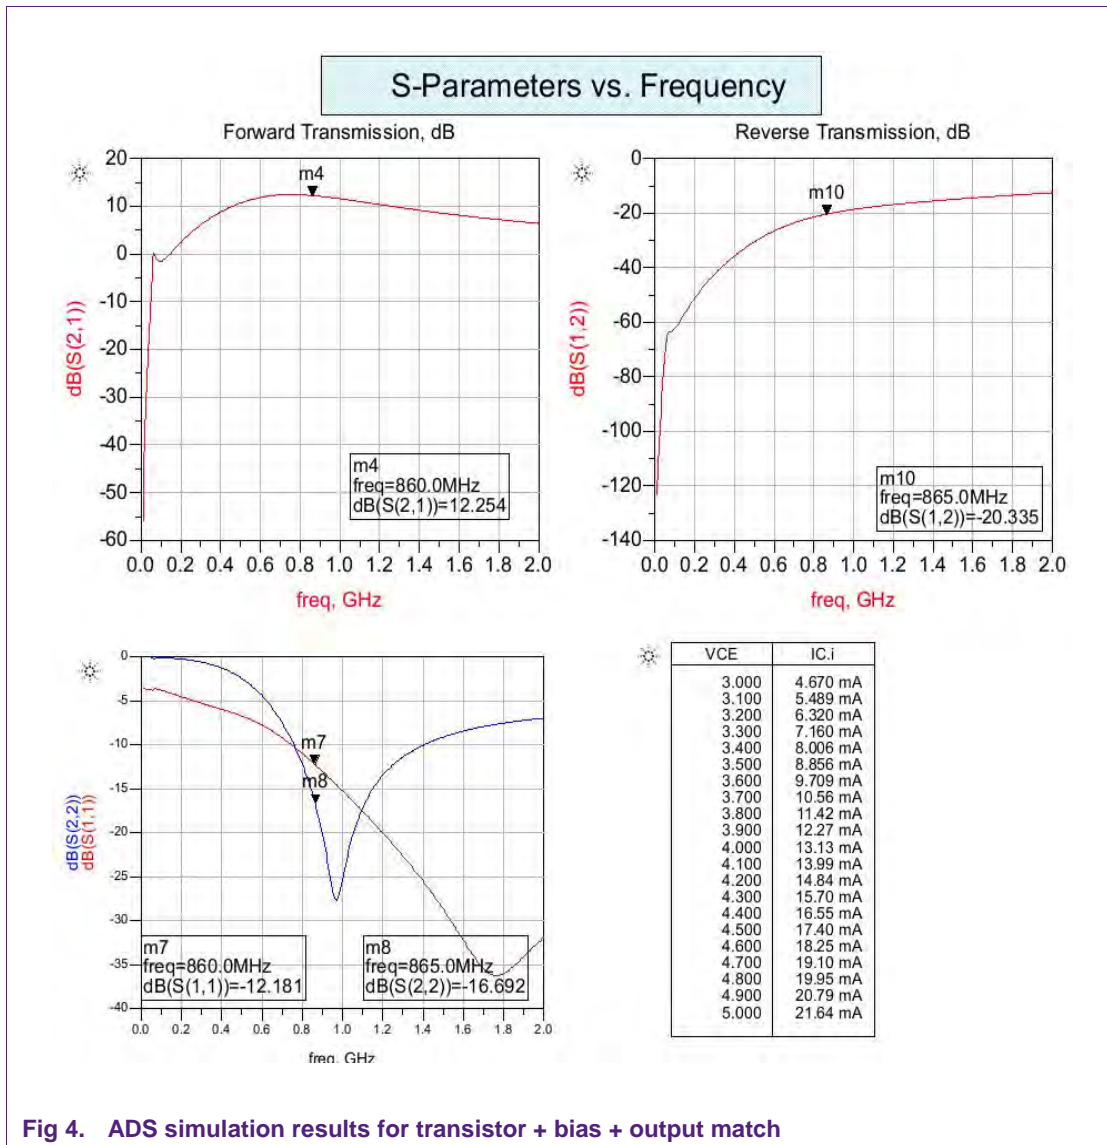 S-Parameters vs. Frequency
Forward Transmission, dB
20
10
0
-10
-20
-30
-40
-50
-60
dB(S(2,1))
m4
m4
freq=860.0MHz
dB(S(2,1))=12.254
0.0 0.2 0.4 0.6 0.8 1.0 1.2 1.4 1.6 1.8 2.0
freq, GHz
Reverse Transmission, dB
0
-20
-40
-60
-80
-100
-120
-140
dB(S(1,2))
m10
m10
freq=865.0MHz
dB(S(1,2))=-20.335
0.0 0.2 0.4 0.6 0.8 1.0 1.2 1.4 1.6 1.8 2.0
freq, GHz
0
-5
-10
-15
-20
-25
-30
-35
-40
dB(S(2,2))
dB(S(1,1))
m7
m8
m7
freq=860.0MHz
dB(S(1,1))=-12.181
m8
freq=865.0MHz
dB(S(2,2))=-16.692
0.0 0.2 0.4 0.6 0.8 1.0 1.2 1.4 1.6 1.8 2.0
freq, GHz
VCE IC.i
3.000 4.670 mA
3.100 5.489 mA
3.200 6.320 mA
3.300 7.160 mA
3.400 8.006 mA
3.500 8.856 mA
3.600 9.709 mA
3.700 10.56 mA
3.800 11.42 mA
3.900 12.27 mA
4.000 13.13 mA
4.100 13.99 mA
4.200 14.84 mA
4.300 15.70 mA
4.400 16.55 mA
4.500 17.40 mA
4.600 18.25 mA
4.700 19.10 mA
4.800 19.95 mA
4.900 20.79 mA
5.000 21.64 mA
Fig 4. ADS simulation results for transistor + bias + output match